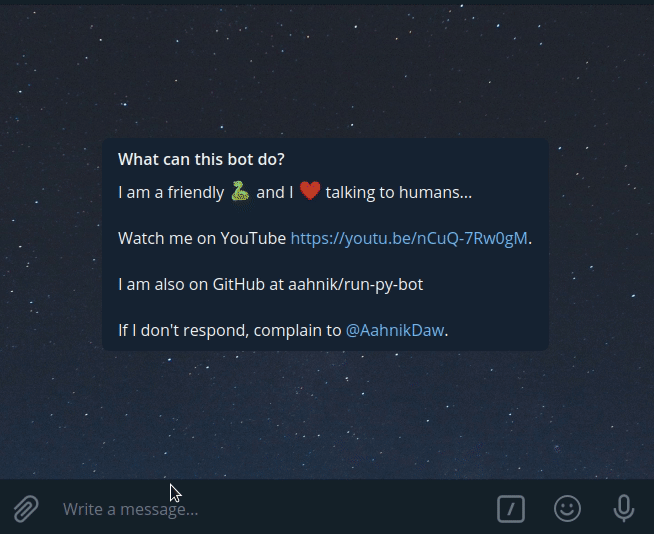 What can this bot do?
I am a friendly 🐍 and I ❤️ talking to humans...
Watch me on YouTube https://youtu.be/nCuQ-7Rw0gM.
I am also on GitHub at aahnik/run-py-bot
If I don't respond, complain to @AahnikDaw.
Write a message...